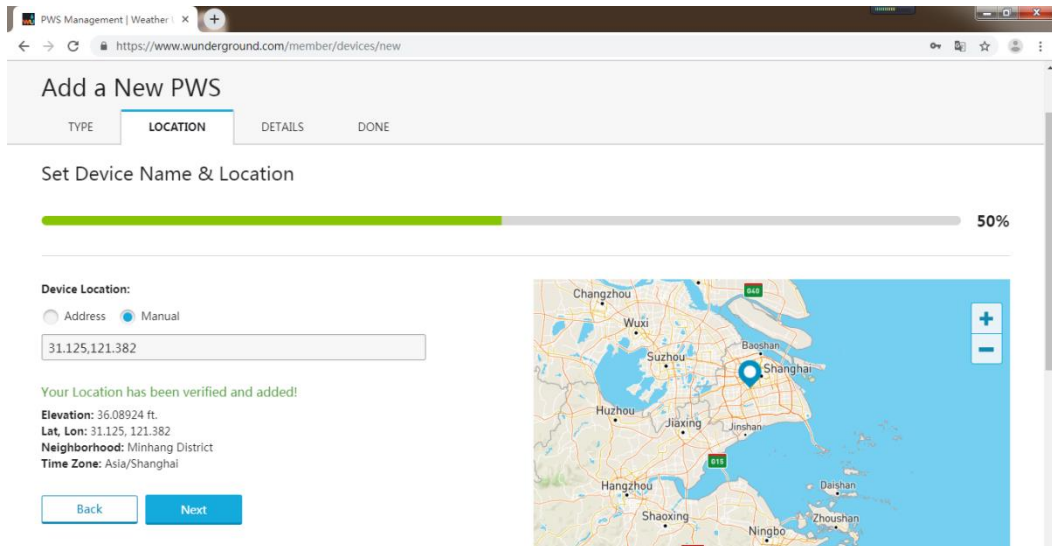 PWS Management | Weather
https://www.wunderground.com/member/devices/new
Add a New PWS
TYPE LOCATION DETAILS DONE
Set Device Name & Location
50%
Device Location:
Address Manual
31.125,121.382
Your Location has been verified and added!
Elevation: 36.08924 ft.
Lat, Lon: 31.125, 121.382
Neighborhood: Minhang District
Time Zone: Asia/Shanghai
Back Next
Changzhou
G40
Wuxi
Baoshan
Suzhou
Shanghai
Huzhou
Jiaxing
Jinshan
G15
Hangzhou
Daishan
Shaoxing
Zhoushan
Ningbo